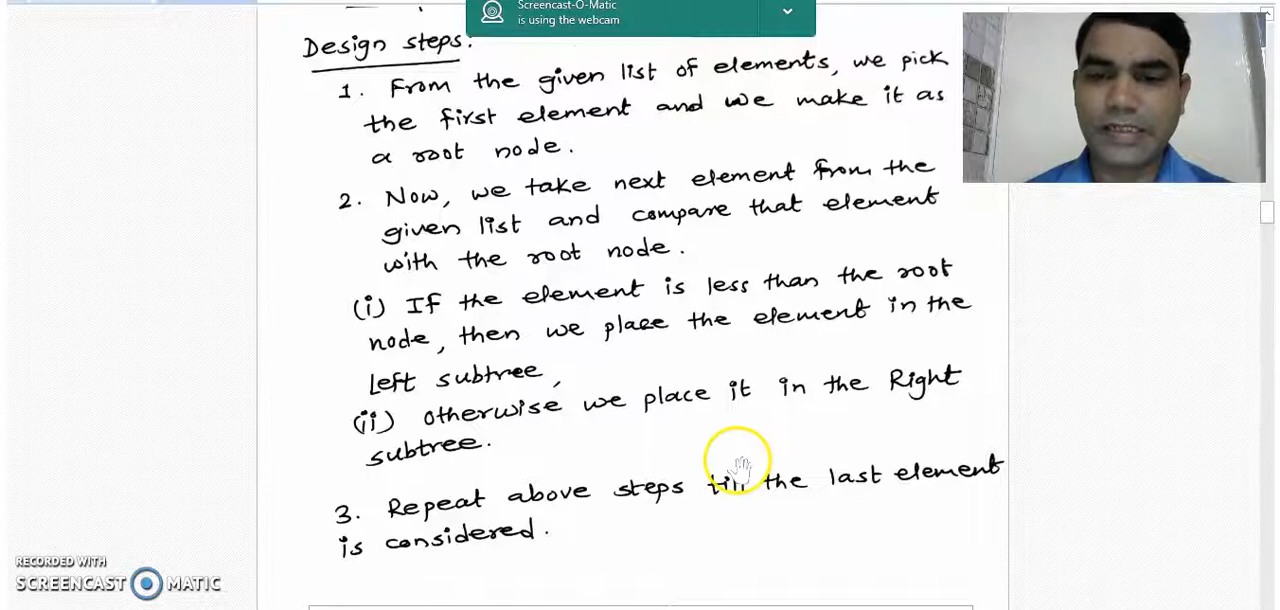 Screencast-O-Matic
is using the webcam
Design steps:
1. From the given list of elements, we pick
the first element and we make it as
a root node.
2. Now, we take next element from the
given list and compare that element
with the root node.
(i) If the element is less than the root
node, then we place the element in the
Left subtree,
(ii) otherwise we place it in the Right
subtree.
3. Repeat above steps till the last element
is considered.
RECORDED WITH
SCREENCAST MATIC